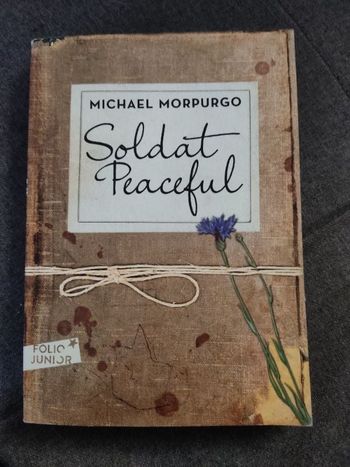 MICHAEL MORPURGO
Soldat
Peaceful
FOLIO
JUNIOR